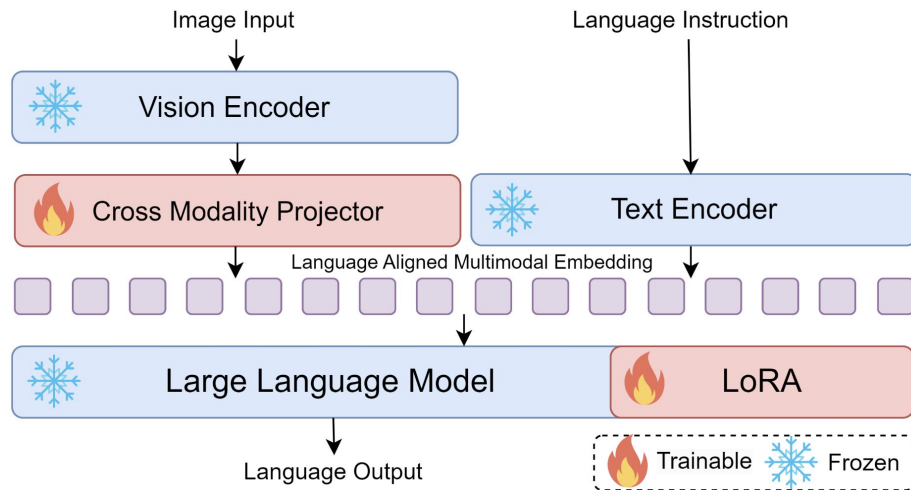 Image Input
Language Instruction
Vision Encoder
Cross Modality Projector
Text Encoder
Language Aligned Multimodal Embedding
Large Language Model
LoRA
Language Output
Trainable
Frozen